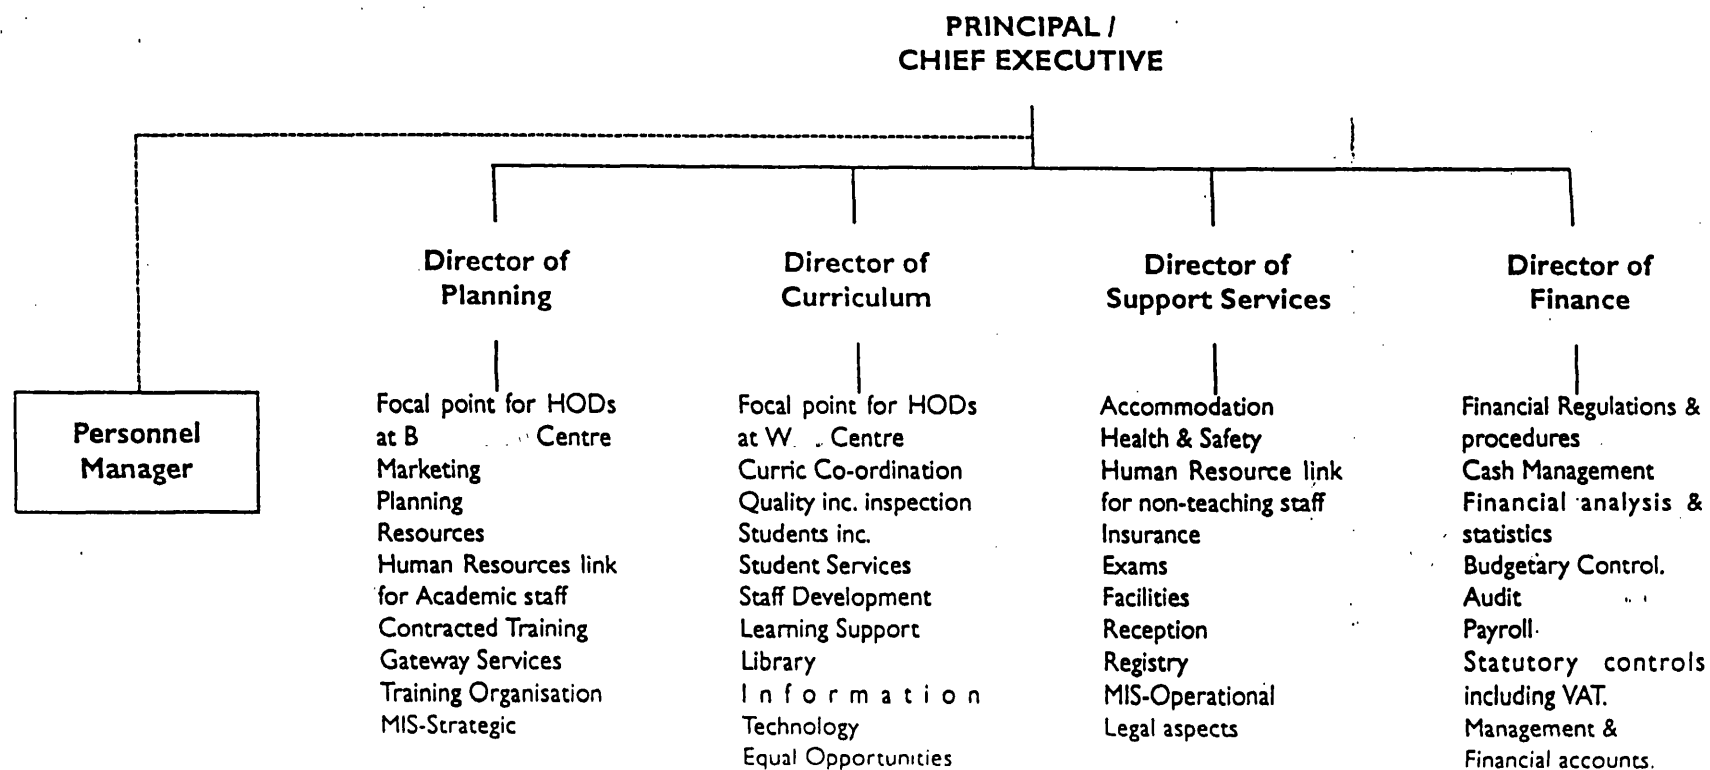 PRINCIPAL /
CHIEF EXECUTIVE
Personnel
Manager
Director of
Planning
Focal point for HODs
at B Centre
Marketing
Planning
Resources
Human Resources link
for Academic staff
Contracted Training
Gateway Services
Training Organisation
MIS-Strategic
Director of
Curriculum
Focal point for HODs
at W. . Centre
Curric Co-ordination
Quality inc. inspection
Students inc.
Student Services
Staff Development
Learning Support
Library
Information
Technology
Equal Opportunities
Director of
Support Services
Accommodation
Health & Safety
Human Resource link
for non-teaching staff
Insurance
Exams
Facilities
Reception
Registry
MIS-Operational
Legal aspects
Director of
Finance
Financial Regulations &
procedures
Cash Management
Financial analysis &
statistics
Budgetary Control.
Audit
Payroll
Statutory controls
including VAT.
Management &
Financial accounts.